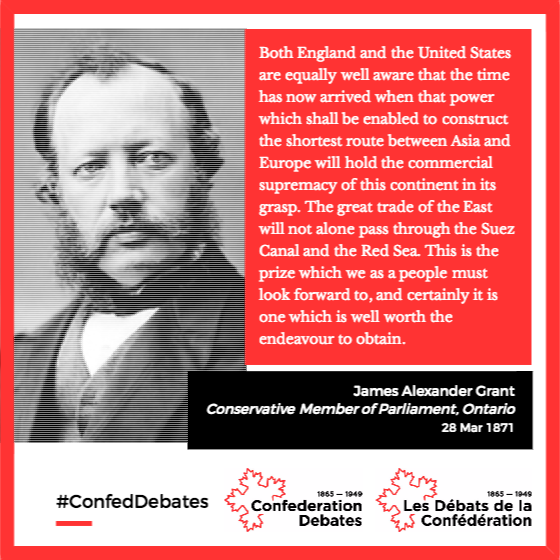 Both England and the United States
are equally well aware that the time
has now arrived when that power
which shall be enabled to construct
the shortest route between Asia and
Europe will hold the commercial
supremacy of this continent in its
grasp. The great trade of the East
will not alone pass through the Suez
Canal and the Red Sea. This is the
prize which we as a people must
look forward to, and certainly it is
one which is well worth the
endeavour to obtain.
James Alexander Grant
Conservative Member of Parliament, Ontario
28 Mar 1871
#ConfedDebates
1865 — 1949
Confederation
Debates
1865 — 1949
Les Débats de la
Confédération